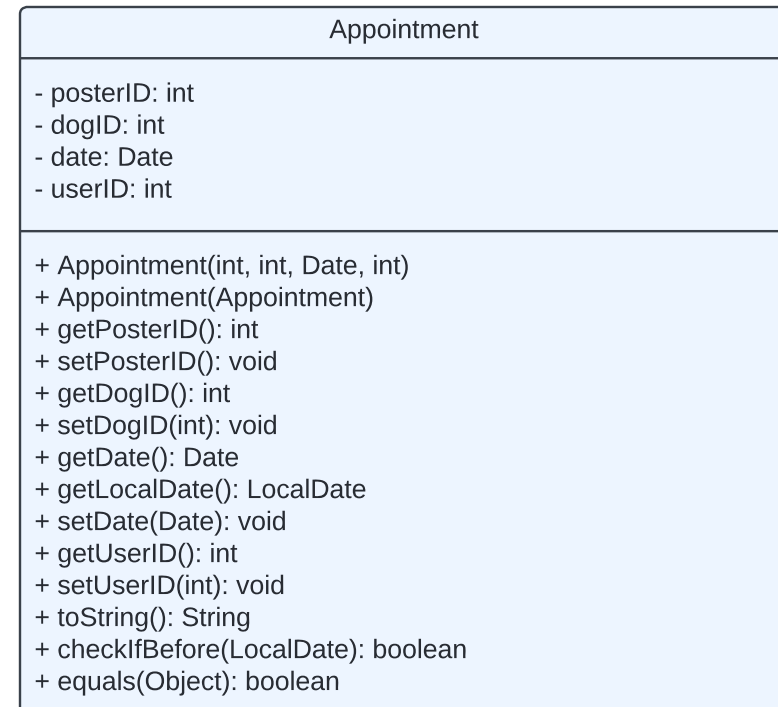 Appointment
- posterID: int
- dogID: int
- date: Date
- userID: int
+ Appointment(int, int, Date, int)
+ Appointment(Appointment)
+ getPosterID(): int
+ setPosterID(): void
+ getDogID(): int
+ setDogID(int): void
+ getDate(): Date
+ getLocalDate(): LocalDate
+ setDate(Date): void
+ getUserID(): int
+ setUserID(int): void
+ toString(): String
+ checkIfBefore(LocalDate): boolean
+ equals(Object): boolean